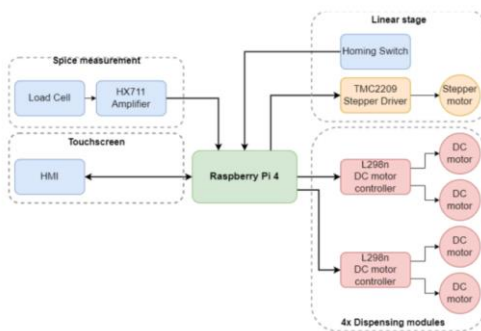 Linear stage
Homing Switch
Spice measurement
Load Cell
HX711
Amplifier
TMC2209
Stepper Driver
Stepper
motor
Touchscreen
HMI
Raspberry Pi 4
L298n
DC motor
controller
DC
motor
DC
motor
L298n
DC motor
controller
DC
motor
DC
motor
4x Dispensing modules